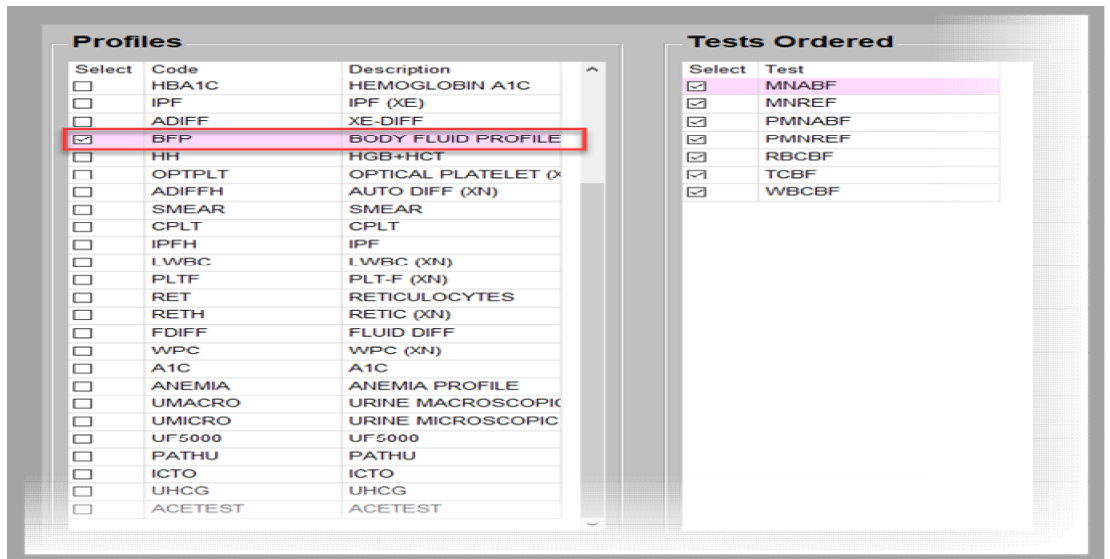 Profiles
Select Code Description
HBA1C HEMOGLOBIN A1C
IPF IPF (XE)
ADIFF XE-DIFF
BFP BODY FLUID PROFILE
HH HGB+HCT
OPTPLT OPTICAL PLATELET (X
ADIFFH AUTO DIFF (XN)
SMEAR SMEAR
CPLT CPLT
IPFH IPF
LWBC LWBC (XN)
PLTF PLT-F (XN)
RET RETICULOCYTES
RETH RETIC (XN)
FDIFF FLUID DIFF
WPC WPC (XN)
A1C A1C
ANEMIA ANEMIA PROFILE
UMACRO URINE MACROSCOPIC
UMICRO URINE MICROSCOPIC
UF5000 UF5000
PATHU PATHU
ICTO ICTO
UHCG UHCG
ACETEST ACETEST
Tests Ordered
Select Test
MNABF
MNREF
PMNABF
PMNREF
RBCBF
TCBF
WBCBF